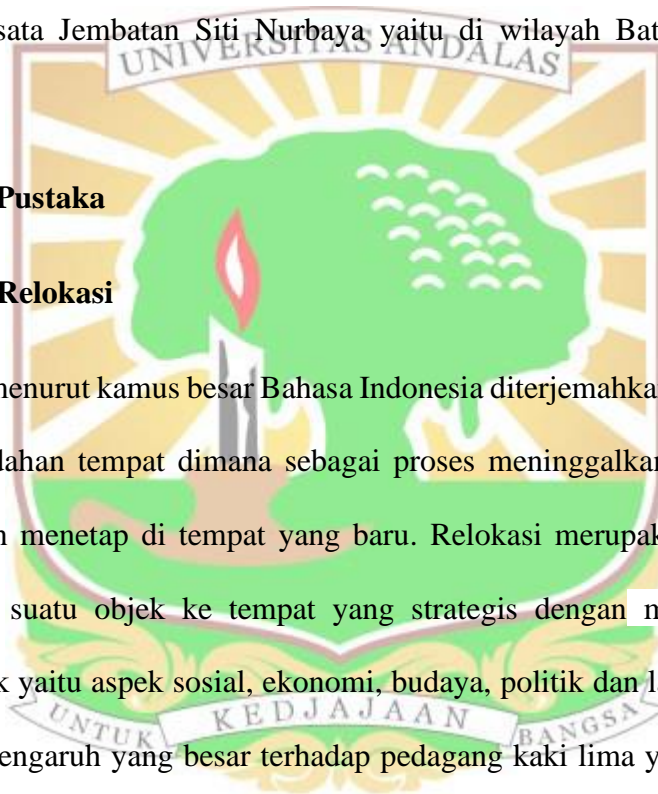 sata Jembatan Siti Nurbaya yaitu di wilayah Bat
UNIVERSITAS ANDALAS
Pustaka
Relokasi
menurut kamus besar Bahasa Indonesia diterjemahka
dahan tempat dimana sebagai proses meninggalkan
menetap di tempat yang baru. Relokasi merupak
suatu objek ke tempat yang strategis dengan
yaitu aspek sosial, ekonomi, budaya, politik dan l
UNTUK KEDJAJAAN BANGSA
engaruh yang besar terhadap pedagang kaki lima y